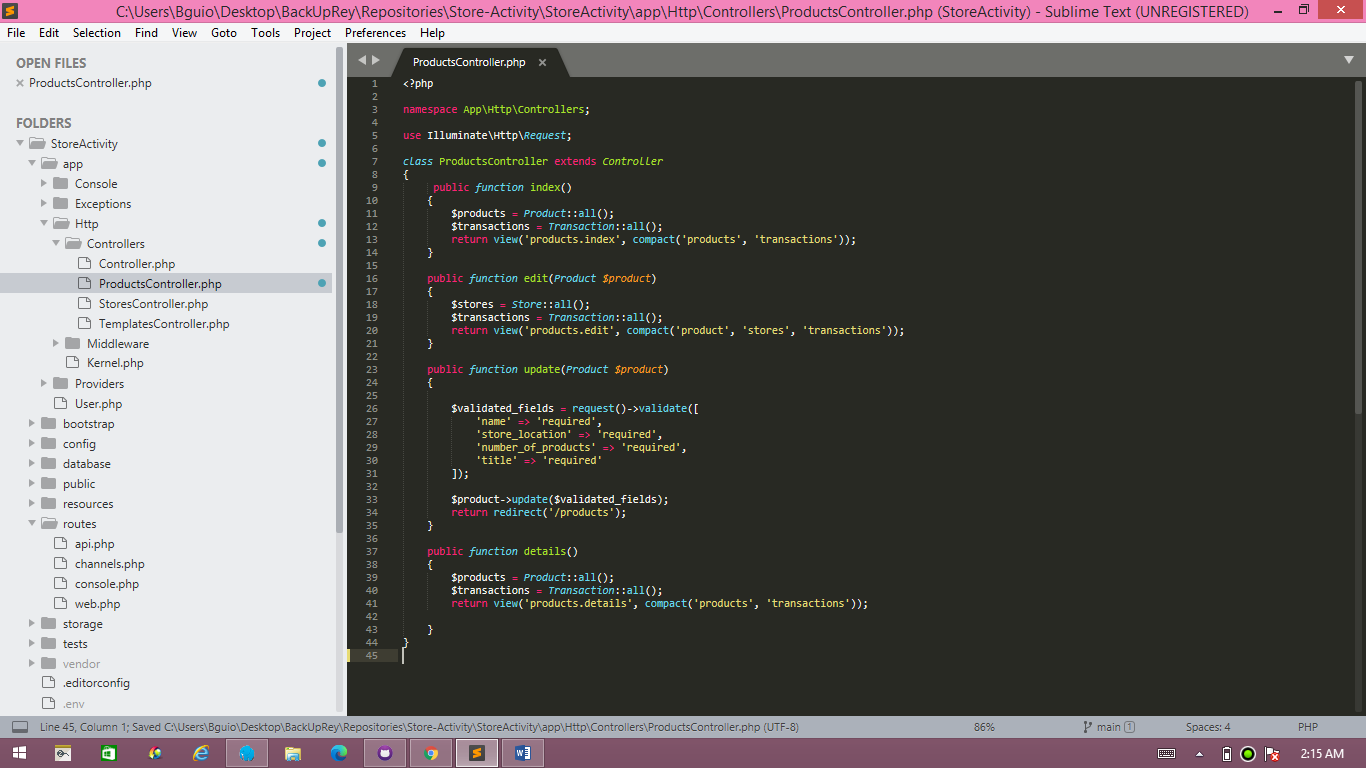 C:\Users\Bguio\Desktop\BackUpRey\Repositories\Store-Activity\StoreActivity\app\Http\Controllers\ProductsController.php (StoreActivity) - Sublime Text (UNREGISTERED)
File Edit Selection Find View Goto Tools Project Preferences Help
OPEN FILES
ProductsController.php
FOLDERS
StoreActivity
app
Console
Exceptions
Http
Controllers
Controller.php
ProductsController.php
StoresController.php
TemplatesController.php
Middleware
Kernel.php
Providers
User.php
bootstrap
config
database
public
resources
routes
api.php
channels.php
console.php
web.php
storage
tests
vendor
.editorconfig
.env
ProductsController.php
1 <?php
2
3 namespace App\Http\Controllers;
4
5 use Illuminate\Http\Request;
6
7 class ProductsController extends Controller
8 {
9 public function index()
10 {
11 $products = Product::all();
12 $transactions = Transaction::all();
13 return view('products.index', compact('products', 'transactions'));
14 }
15
16 public function edit(Product $product)
17 {
18 $stores = Store::all();
19 $transactions = Transaction::all();
20 return view('products.edit', compact('product', 'stores', 'transactions'));
21 }
22
23 public function update(Product $product)
24 {
25
26 $validated_fields = request()->validate([
27 'name' => 'required',
28 'store_location' => 'required',
29 'number_of_products' => 'required',
30 'title' => 'required'
31 ]);
32
33 $product->update($validated_fields);
34 return redirect('/products');
35 }
36
37 public function details()
38 {
39 $products = Product::all();
40 $transactions = Transaction::all();
41 return view('products.details', compact('products', 'transactions'));
42
43 }
44 }
45
Line 45, Column 1; Saved C:\Users\Bguio\Desktop\BackUpRey\Repositories\Store-Activity\StoreActivity\app\Http\Controllers\ProductsController.php (UTF-8) 86% main 1 Spaces: 4 PHP
2:15 AM